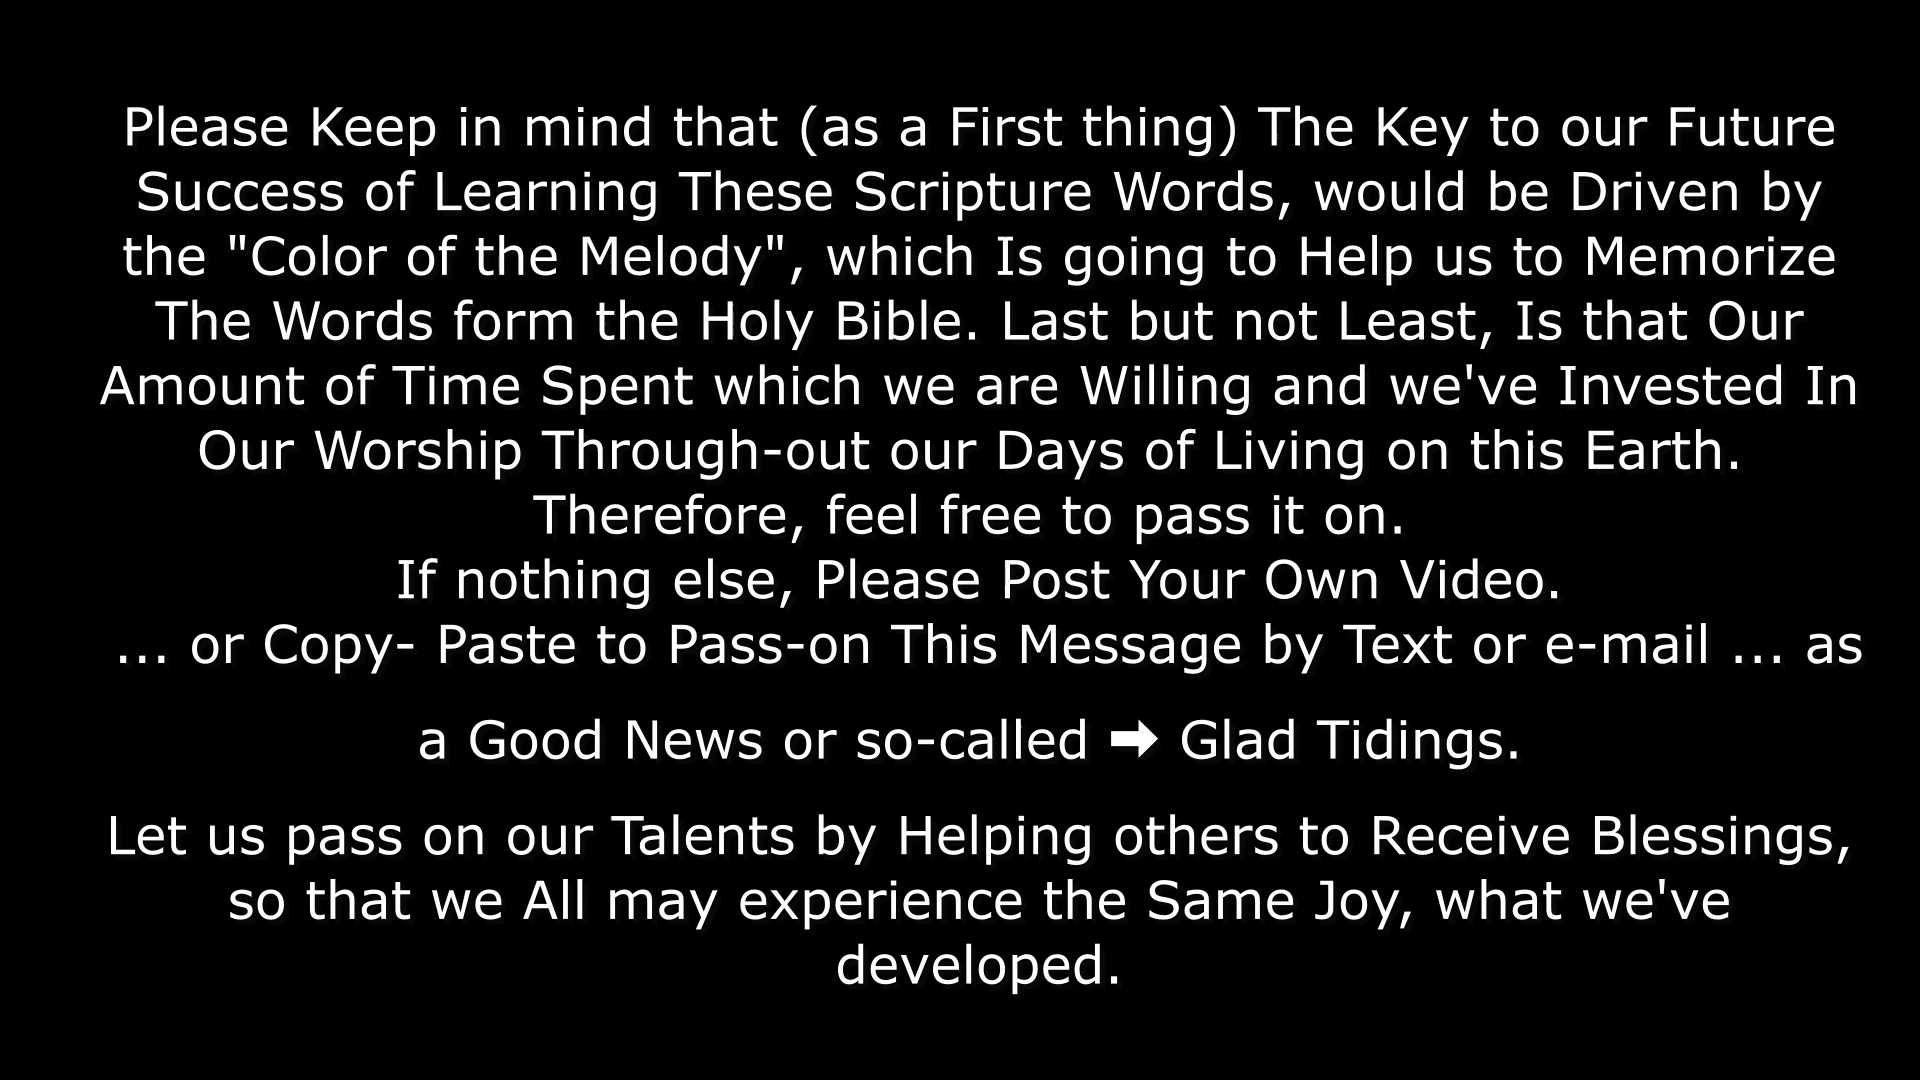 Please Keep in mind that (as a First thing) The Key to our Future
Success of Learning These Scripture Words, would be Driven by
the "Color of the Melody", which Is going to Help us to Memorize
The Words form the Holy Bible. Last but not Least, Is that Our
Amount of Time Spent which we are Willing and we've Invested In
Our Worship Through-out our Days of Living on this Earth.
Therefore, feel free to pass it on.
If nothing else, Please Post Your Own Video.
... or Copy- Paste to Pass-on This Message by Text or e-mail ... as
a Good News or so-called ➡ Glad Tidings.
Let us pass on our Talents by Helping others to Receive Blessings,
so that we All may experience the Same Joy, what we've
developed.